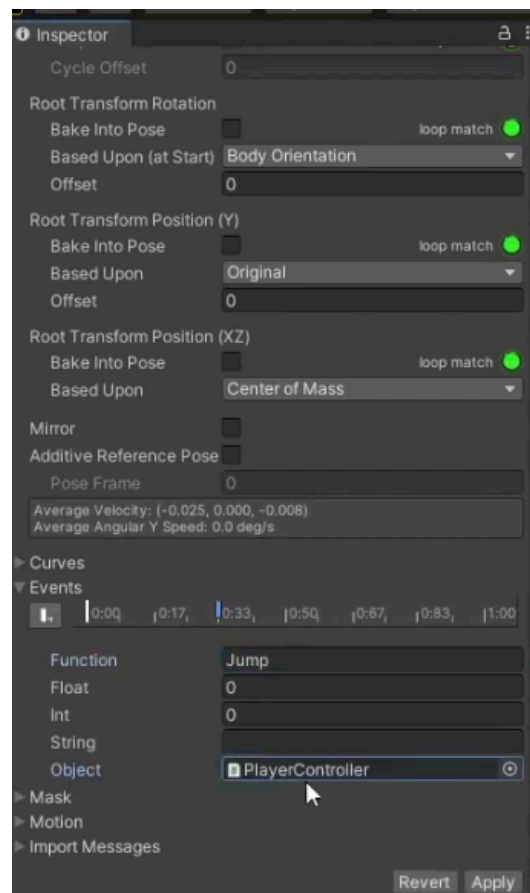 Inspector
Cycle Offset 0
Root Transform Rotation
Bake Into Pose loop match
Based Upon (at Start) Body Orientation
Offset 0
Root Transform Position (Y)
Bake Into Pose loop match
Based Upon Original
Offset 0
Root Transform Position (XZ)
Bake Into Pose loop match
Based Upon Center of Mass
Mirror
Additive Reference Pose
Pose Frame 0
Average Velocity: (-0.025, 0.000, -0.008)
Average Angular Y Speed: 0.0 deg/s
Curves
Events
0:00 0:17 0:33 0:50 0:67 0:83 1:00
Function Jump
Float 0
Int 0
String
Object PlayerController
Mask
Motion
Import Messages
Revert Apply